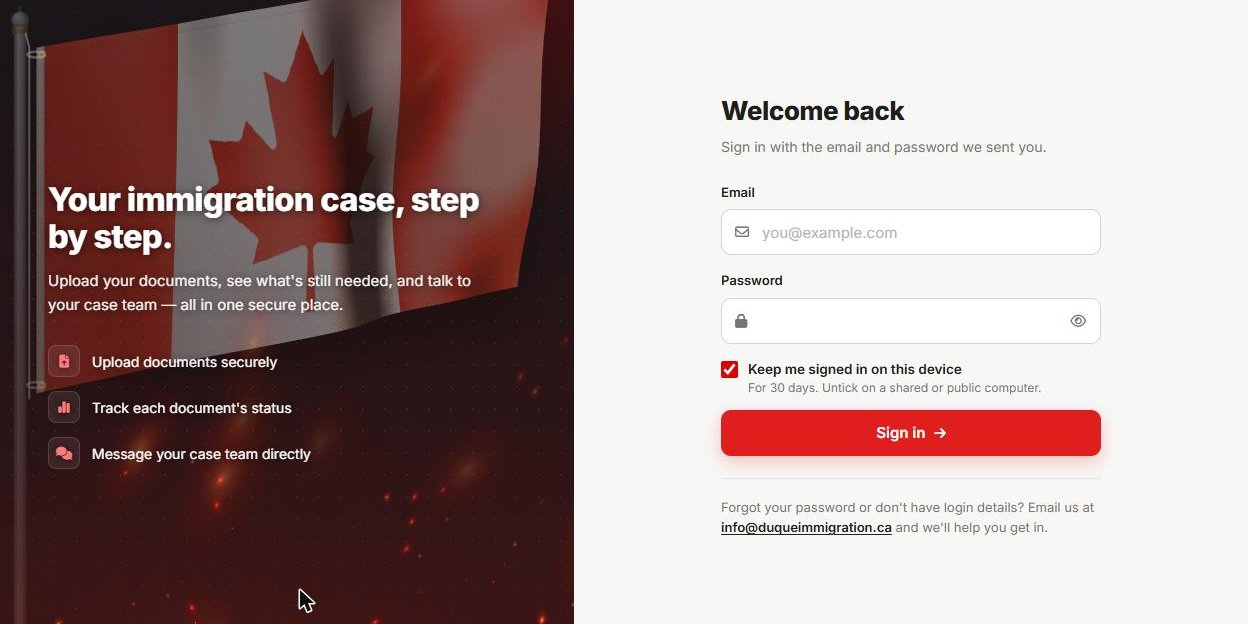 Your immigration case, step
by step.
Upload your documents, see what's still needed, and talk to
your case team — all in one secure place.
Upload documents securely
Track each document's status
Message your case team directly
Welcome back
Sign in with the email and password we sent you.
Email
you@example.com
Password
Keep me signed in on this device
For 30 days. Untick on a shared or public computer.
Sign in →
Forgot your password or don't have login details? Email us at
info@duqueimmigration.ca and we'll help you get in.